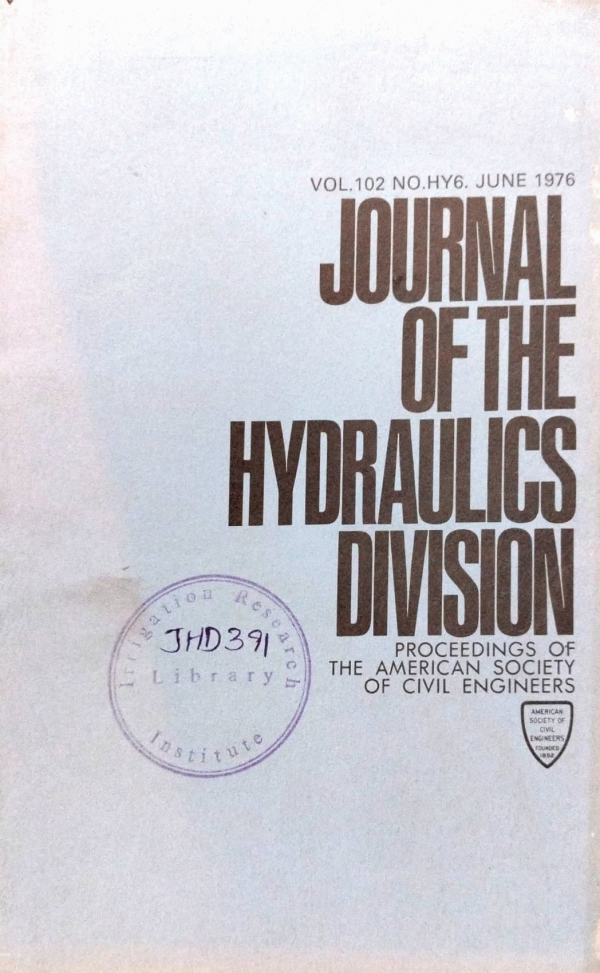 VOL.102 NO.HY6. JUNE 1976
JOURNAL
OF THE
HYDRAULICS
DIVISION
PROCEEDINGS OF
THE AMERICAN SOCIETY
OF CIVIL ENGINEERS
AMERICAN
SOCIETY OF
CIVIL
ENGINEERS
FOUNDED
1852
Irrigation Research
JHD391
Library
Institute